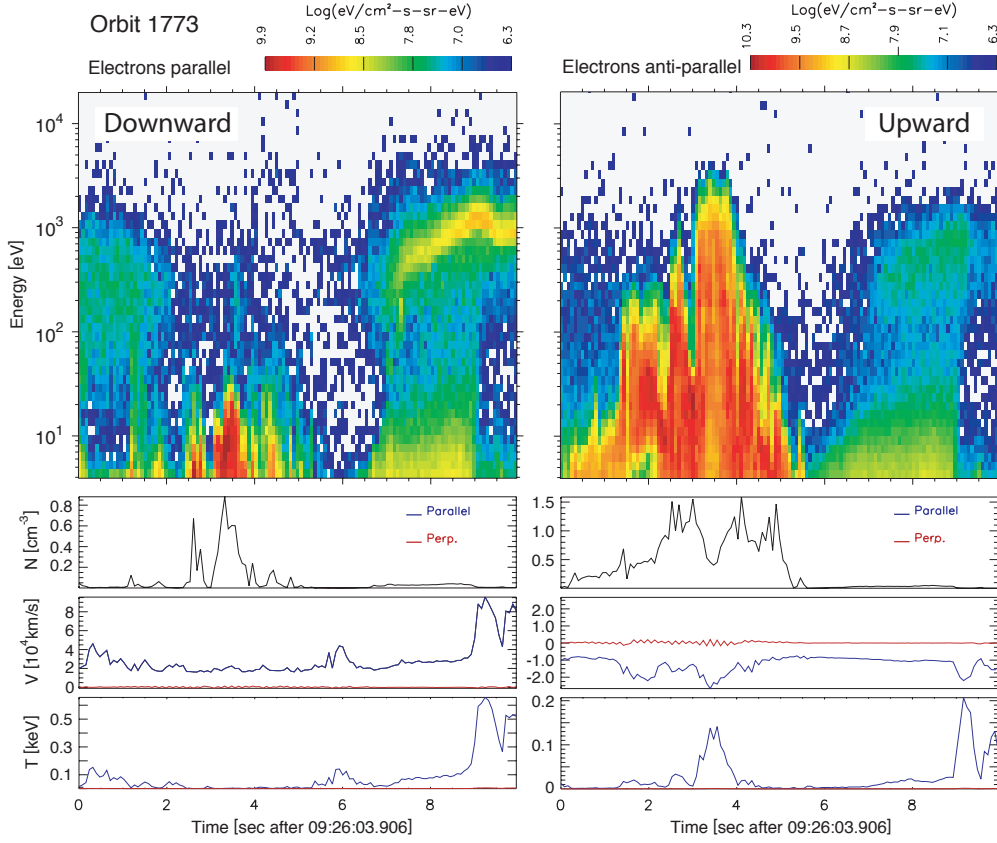 Orbit 1773
Log(eV/cm²-s-sr-eV)
9.9 9.2 8.5 7.8 7.0 6.3
Electrons parallel
Log(eV/cm²-s-sr-eV)
10.3 9.5 8.7 7.9 7.1 6.3
Electrons anti-parallel
Downward
Upward
Energy [eV]
10⁴
10³
10²
10¹
N [cm⁻³]
0.8
0.6
0.4
0.2
Parallel
Perp.
1.5
1.0
0.5
Parallel
Perp.
V [10⁴km/s]
8
6
4
2
0
2.0
1.0
0
-1.0
-2.0
T [keV]
0.5
0.3
0.1
0.2
0.1
0
0 2 4 6 8
Time [sec after 09:26:03.906]
0 2 4 6 8
Time [sec after 09:26:03.906]